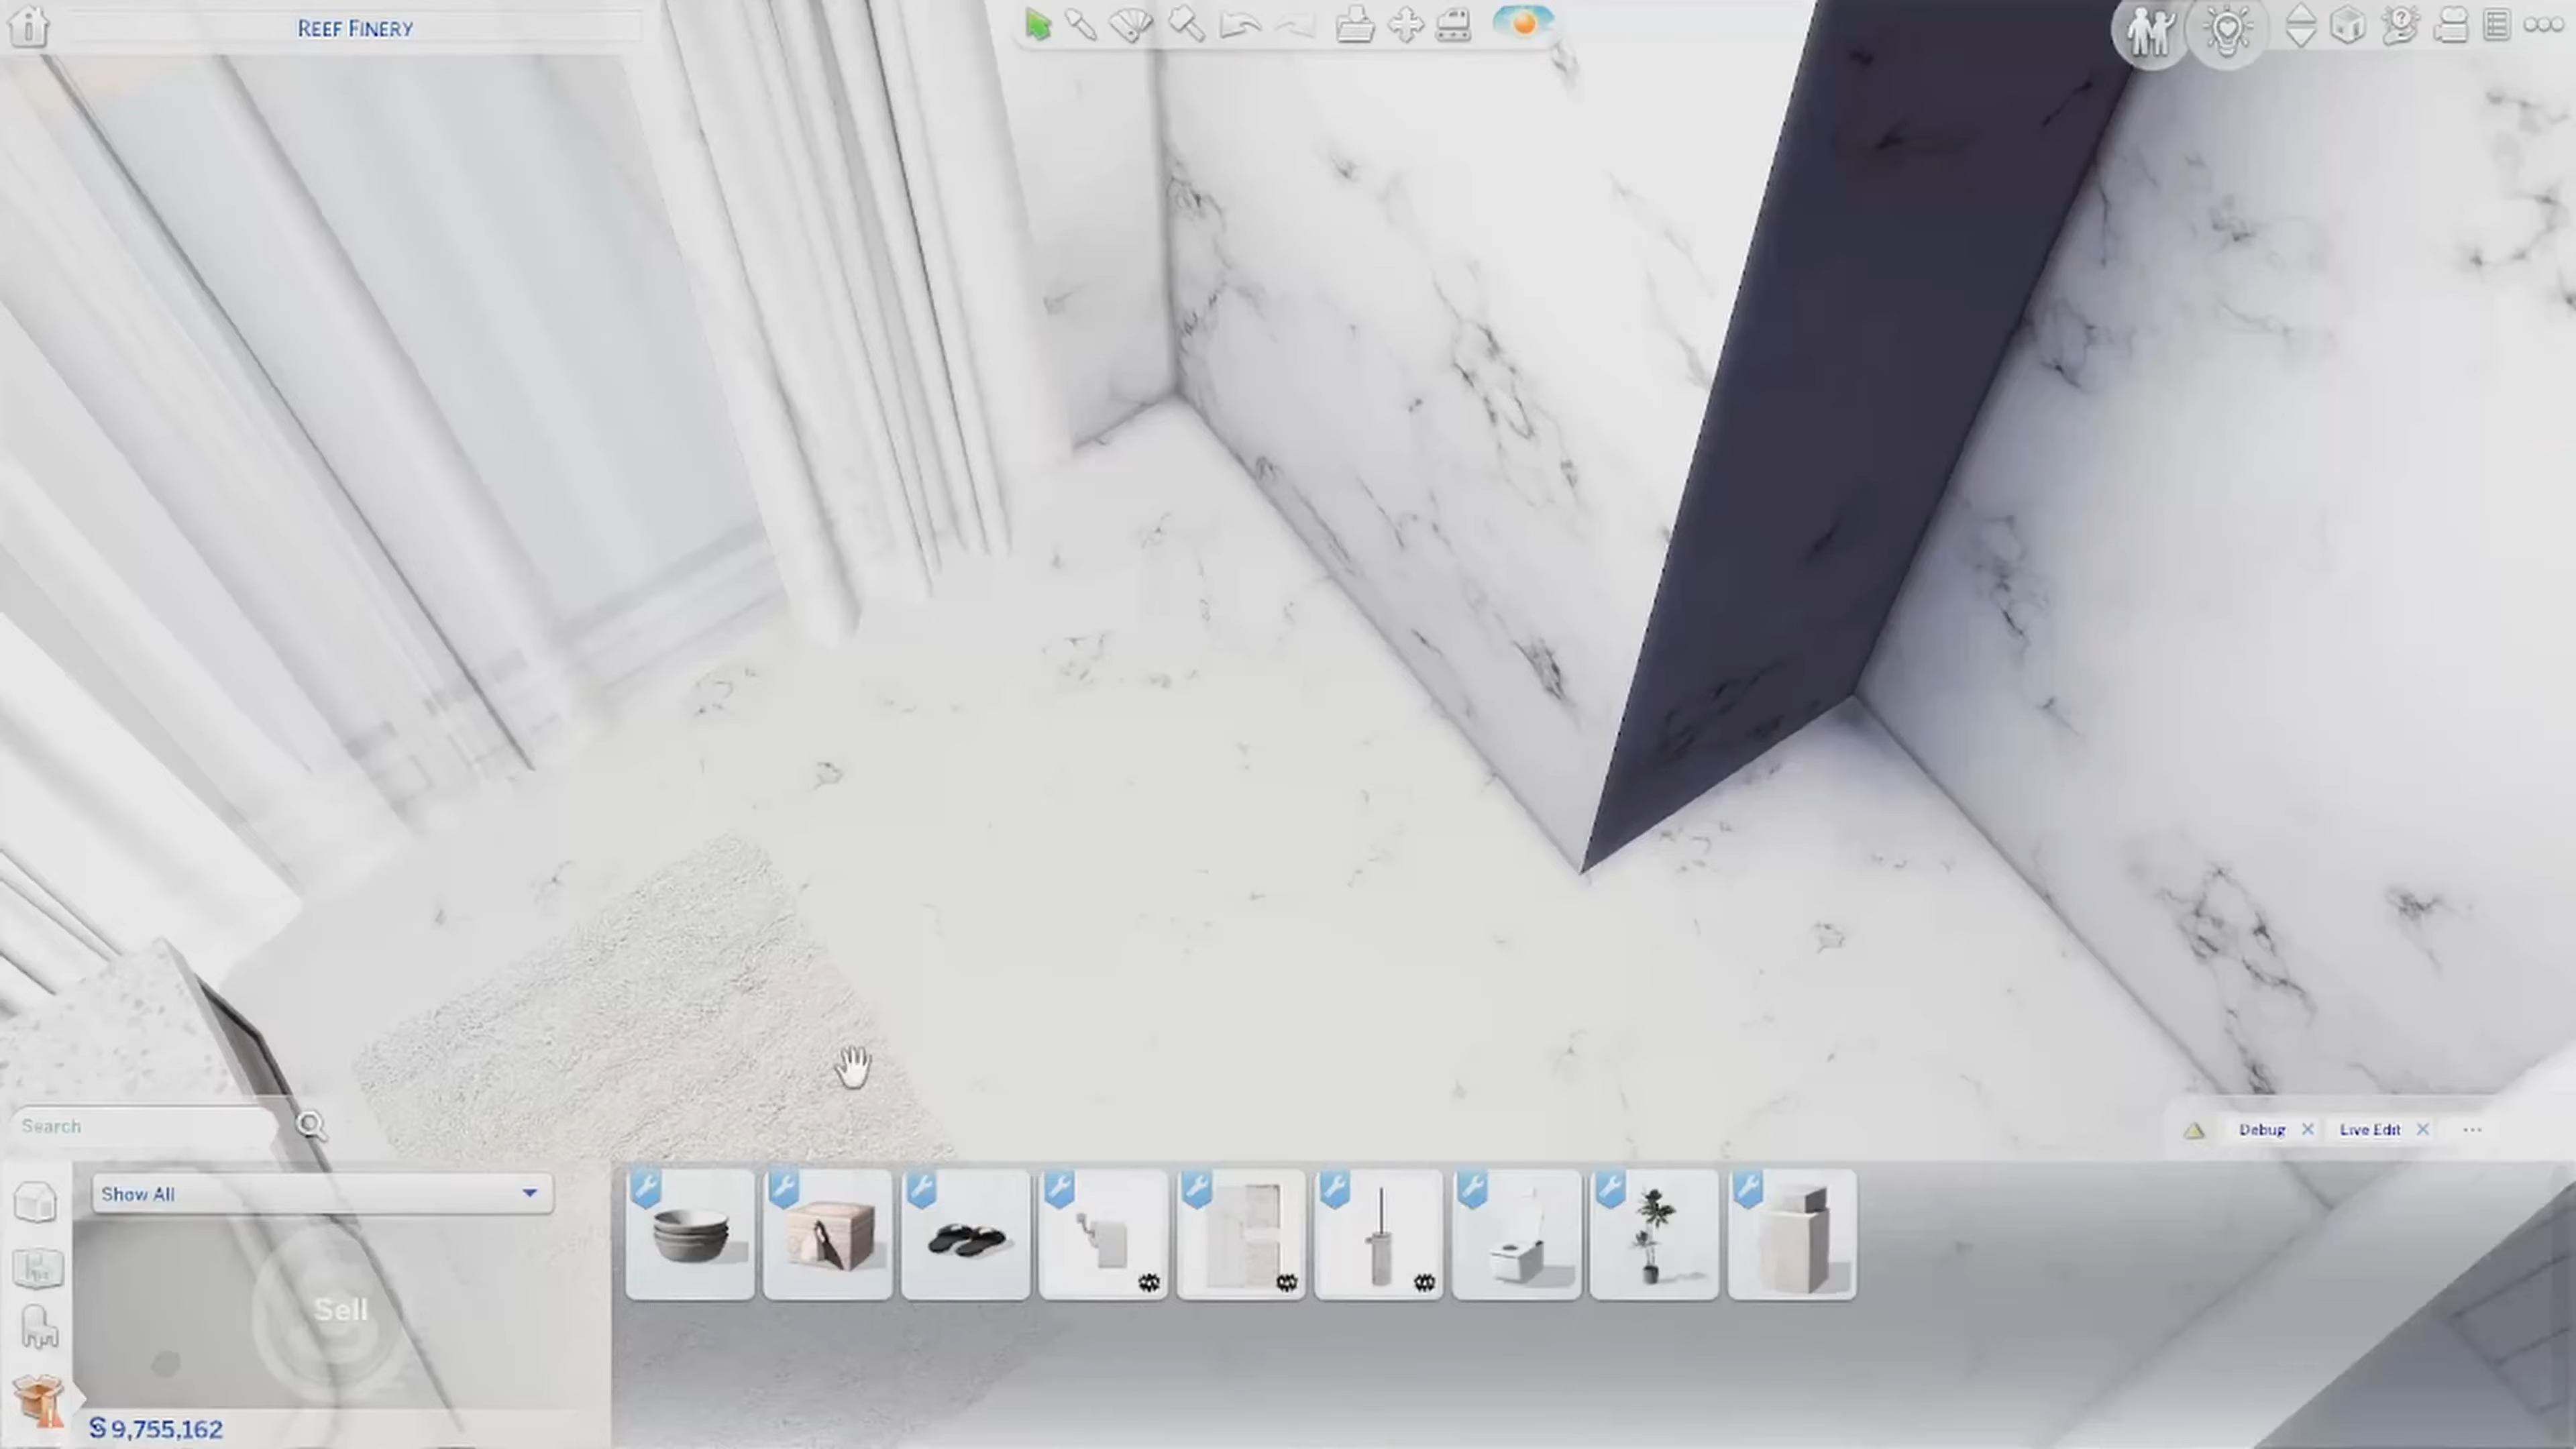 REEF FINERY
Search
Debug
Live Edit
Show All
Sell
§ 9,755,162